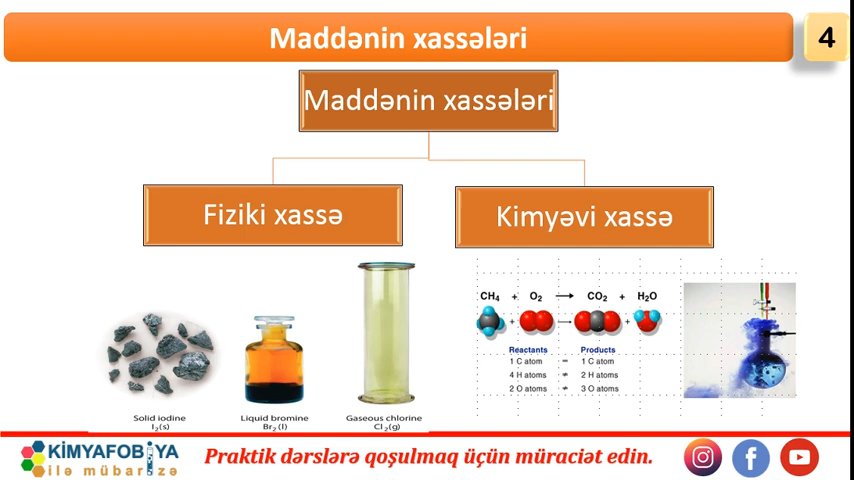 Maddənin xassələri
4
Maddənin xassələri
Fiziki xassə
Kimyəvi xassə
CH₄ + O₂ → CO₂ + H₂O
+ → +
Reactants Products
1 C atom = 1 C atom
4 H atoms ≠ 2 H atoms
2 O atoms ≠ 3 O atoms
Solid iodine
I₂(s)
Liquid bromine
Br₂(l)
Gaseous chlorine
Cl₂(g)
KİMYAFOBİYA
ilə mübarizə
Praktik dərslərə qoşulmaq üçün müraciət edin.